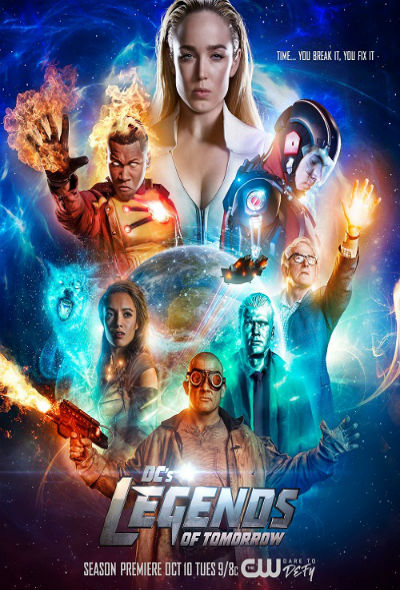 TIME... YOU BREAK IT, YOU FIX IT
DC's
LEGENDS
OF TOMORROW
SEASON PREMIERE OCT 10 TUES 9/8c CW DARE TO
DEFY